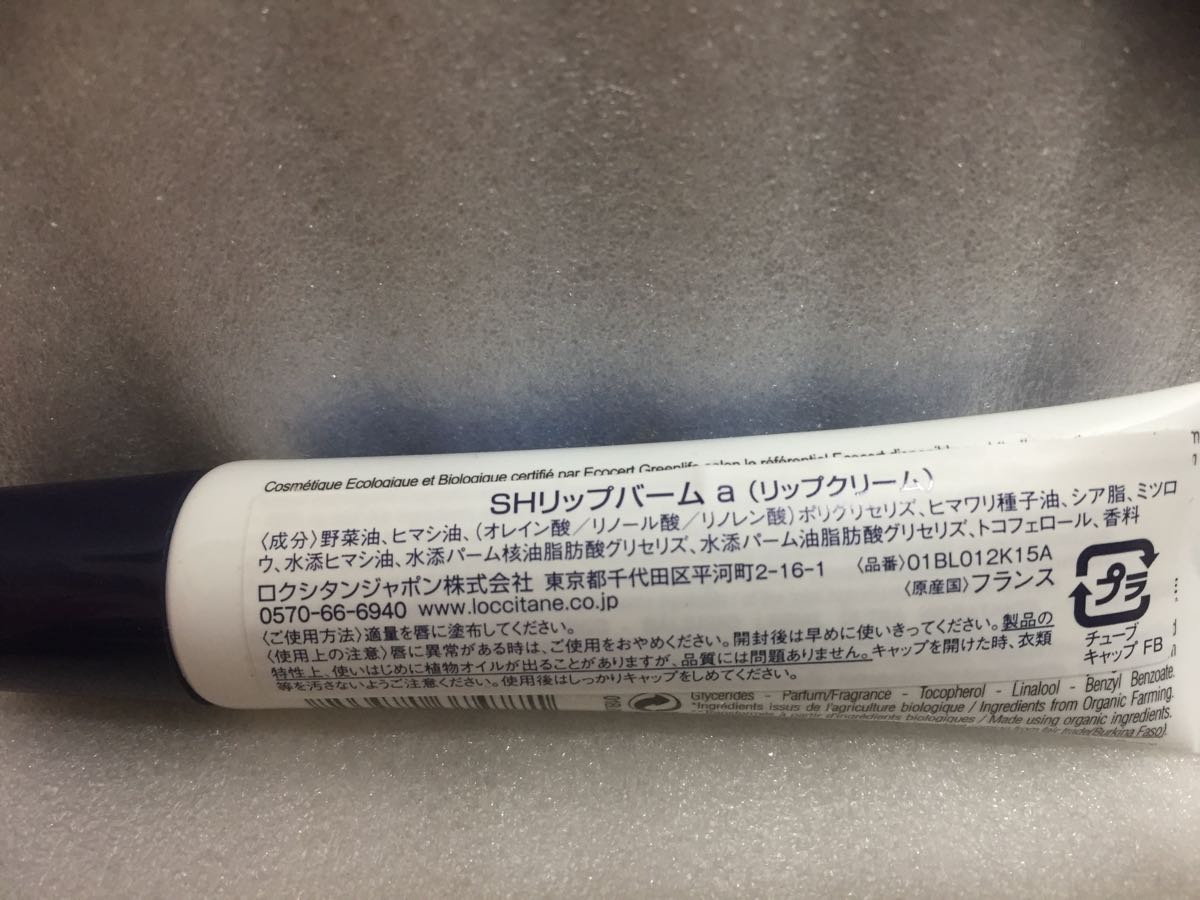 Cosmétique Ecologique et Biologique certifié par Ecocert Greenlife selon le référentiel Ecocert
SHリップバーム a (リップクリーム)
〈成分〉野菜油、ヒマシ油、(オレイン酸/リノール酸/リノレン酸)ポリグリセリズ、ヒマワリ種子油、シア脂、ミツロ
ウ、水添ヒマシ油、水添パーム核油脂肪酸グリセリズ、水添パーム油脂肪酸グリセリズ、トコフェロール、香料
ロクシタンジャポン株式会社 東京都千代田区平河町2-16-1 〈品番〉01BL012K15A
0570-66-6940 www.loccitane.co.jp 〈原産国〉フランス
〈ご使用方法〉適量を唇に塗布してください。
〈使用上の注意〉唇に異常がある時は、ご使用をおやめください。開封後は早めに使いきってください。製品の
特性上、使いはじめに植物オイルが出ることがありますが、品質には問題ありません。キャップを開けた時、衣類
等を汚さないようご注意ください。使用後はしっかりキャップをしめてください。
プラ
チューブ
キャップ FB
Glycerides - Parfum/Fragrance - Tocopherol - Linalool - Benzyl Benzoate.
*Ingrédients issus de l'agriculture biologique / Ingredients from Organic Farming.
à partir d'ingrédients biologiques / Made using organic ingredients.
from fair trade(Burkina Faso).